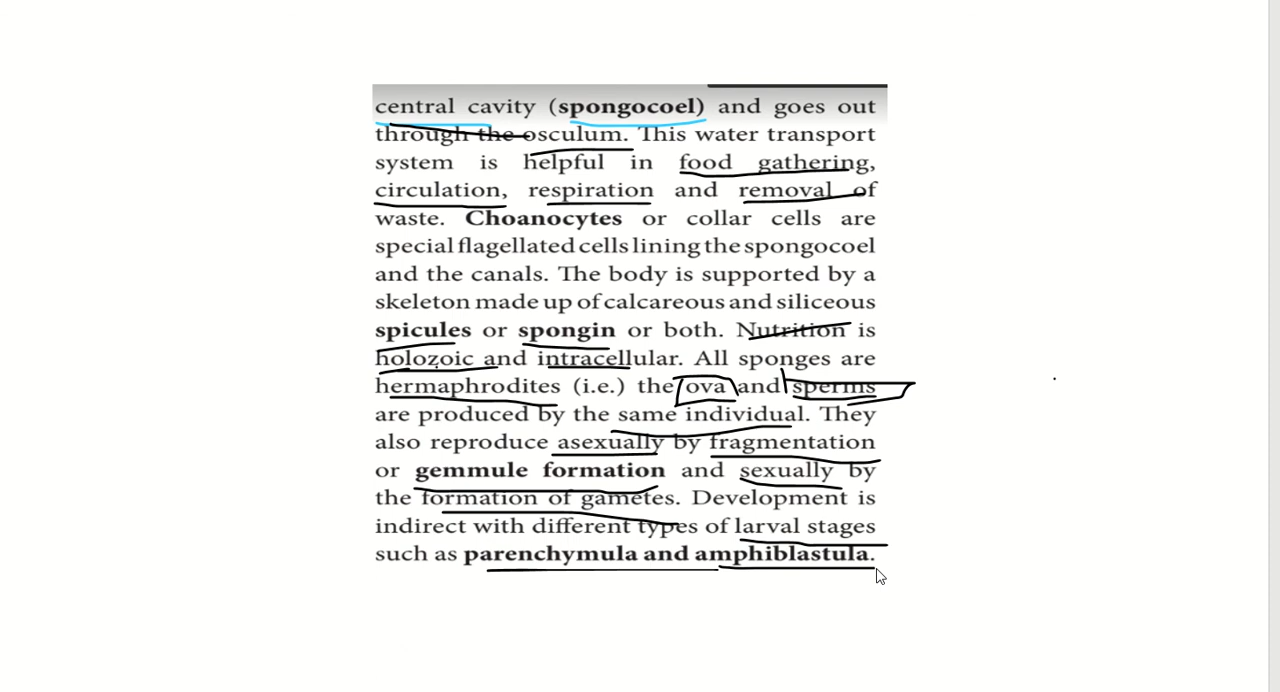 central cavity (spongocoel) and goes out
through the osculum. This water transport
system is helpful in food gathering,
circulation, respiration and removal of
waste. Choanocytes or collar cells are
special flagellated cells lining the spongocoel
and the canals. The body is supported by a
skeleton made up of calcareous and siliceous
spicules or spongin or both. Nutrition is
holozoic and intracellular. All sponges are
hermaphrodites (i.e.) the ova and sperms
are produced by the same individual. They
also reproduce asexually by fragmentation
or gemmule formation and sexually by
the formation of gametes. Development is
indirect with different types of larval stages
such as parenchymula and amphiblastula.